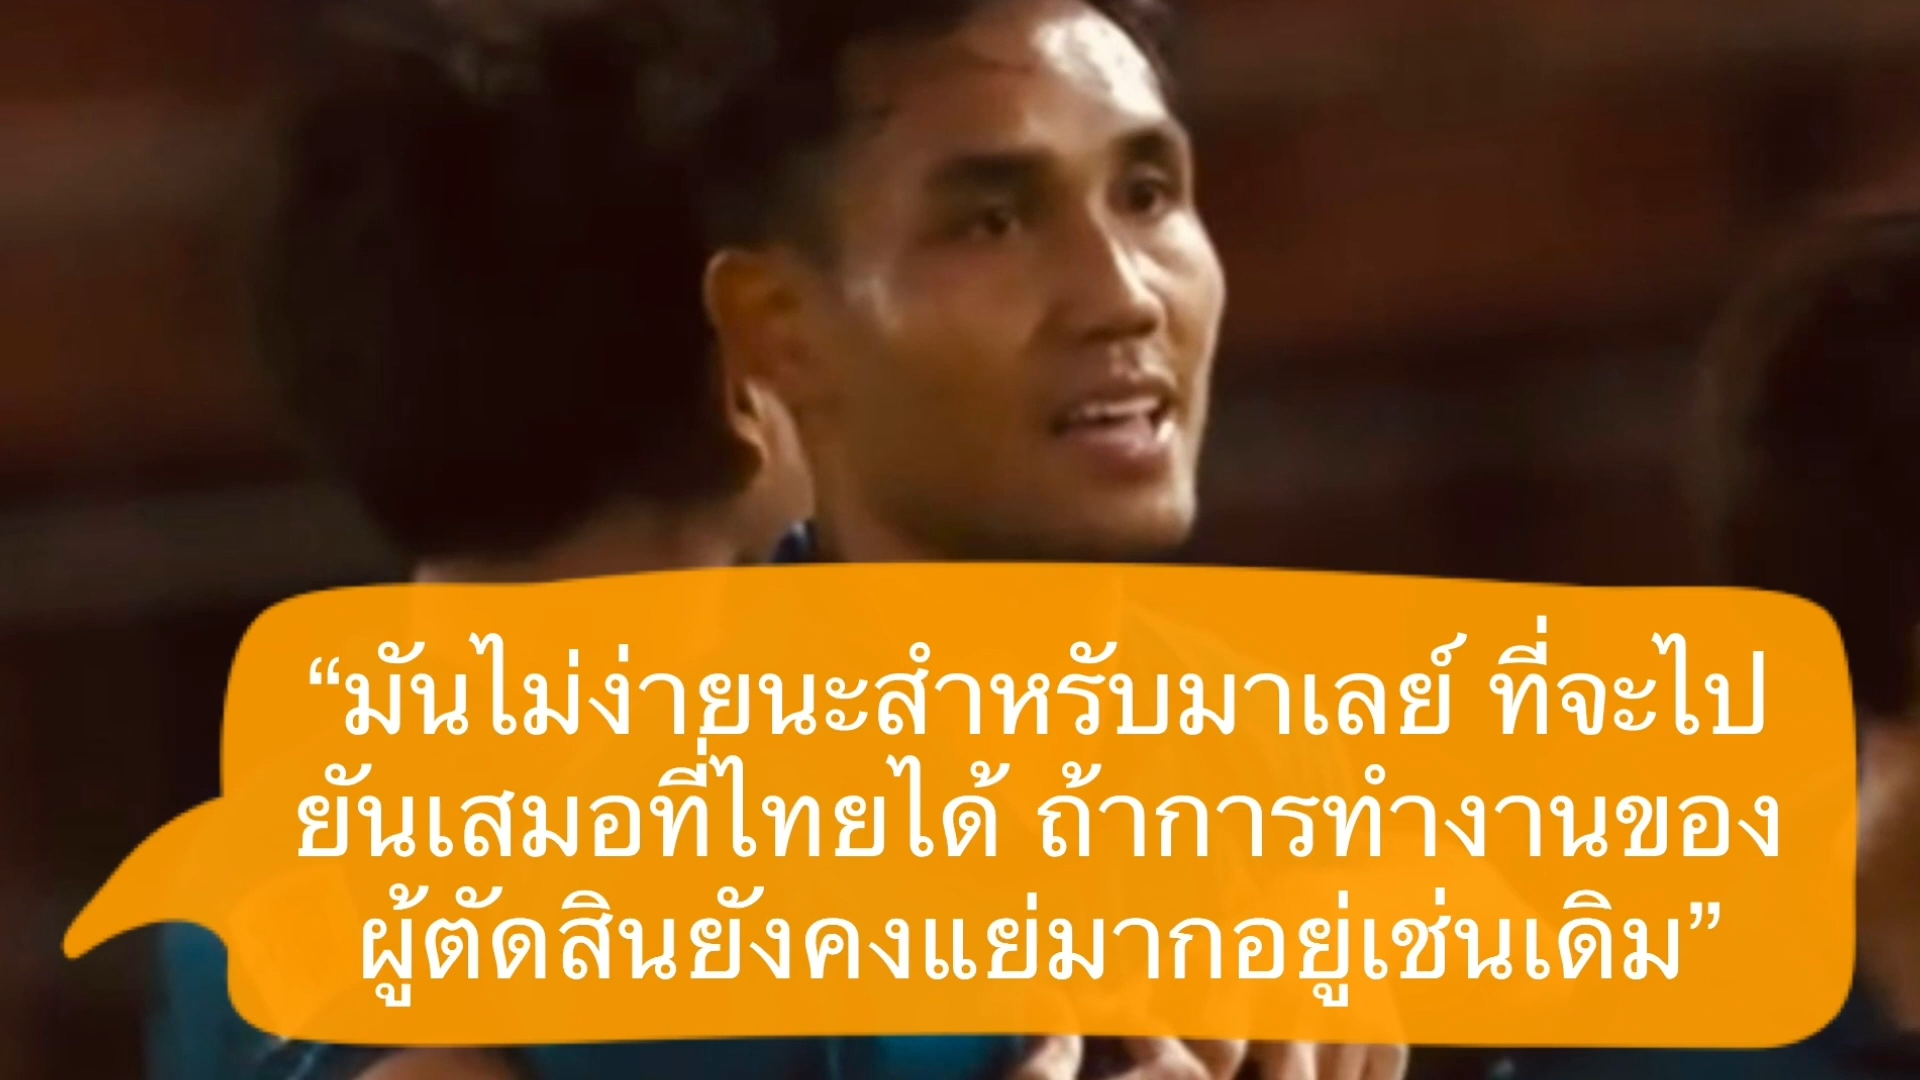 “มันไม่ง่ายนะสำหรับมาเลย์ ที่จะไป
ยันเสมอที่ไทยได้ ถ้าการทำงานของ
ผู้ตัดสินยังคงแย่มากอยู่เช่นเดิม”